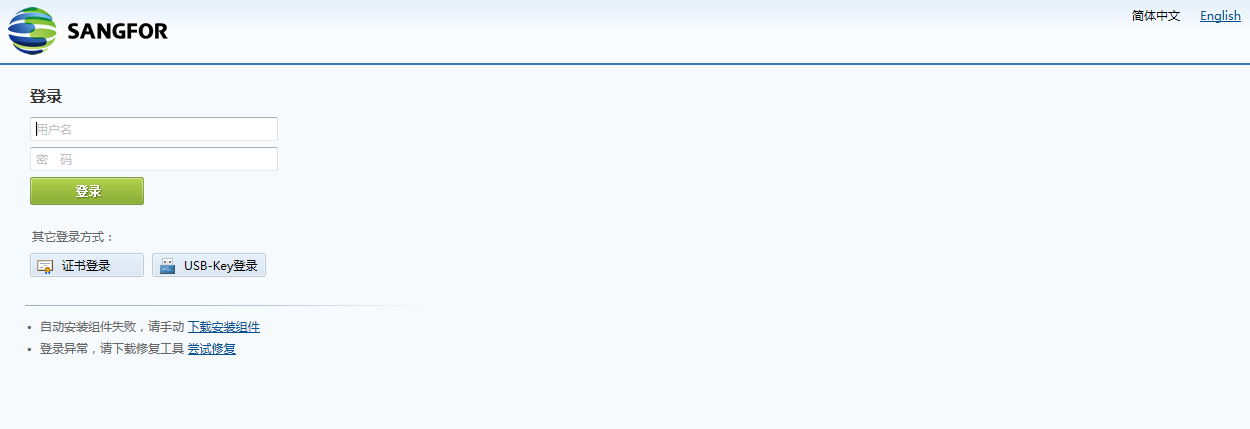 SANGFOR
简体中文 English
登录
用户名
密 码
登录
其它登录方式：
证书登录 USB-Key登录
自动安装组件失败，请手动 下载安装组件
登录异常，请下载修复工具 尝试修复